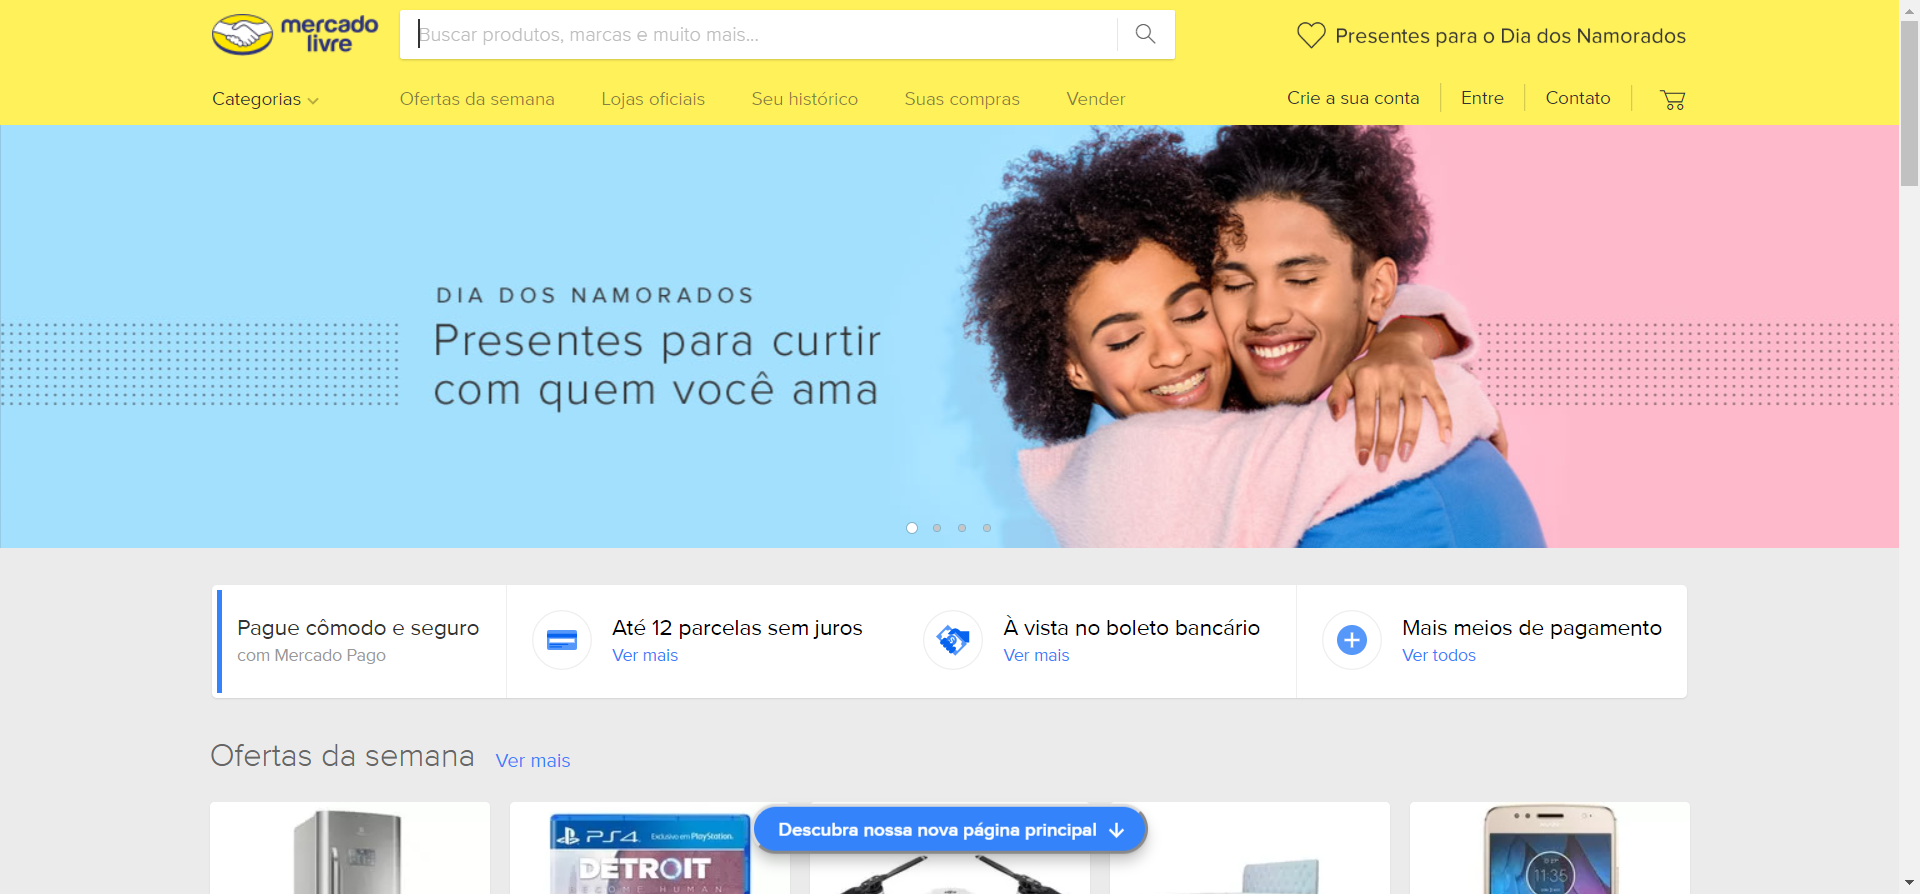 mercado
livre
Buscar produtos, marcas e muito mais...
Presentes para o Dia dos Namorados
Categorias
Ofertas da semana
Lojas oficiais
Seu histórico
Suas compras
Vender
Crie a sua conta
Entre
Contato
DIA DOS NAMORADOS
Presentes para curtir
com quem você ama
Pague cômodo e seguro
com Mercado Pago
Até 12 parcelas sem juros
Ver mais
À vista no boleto bancário
Ver mais
Mais meios de pagamento
Ver todos
Ofertas da semana
Ver mais
PS4
Exclusivo em PlayStation.
DETROIT
BECOME HUMAN
Descubra nossa nova página principal